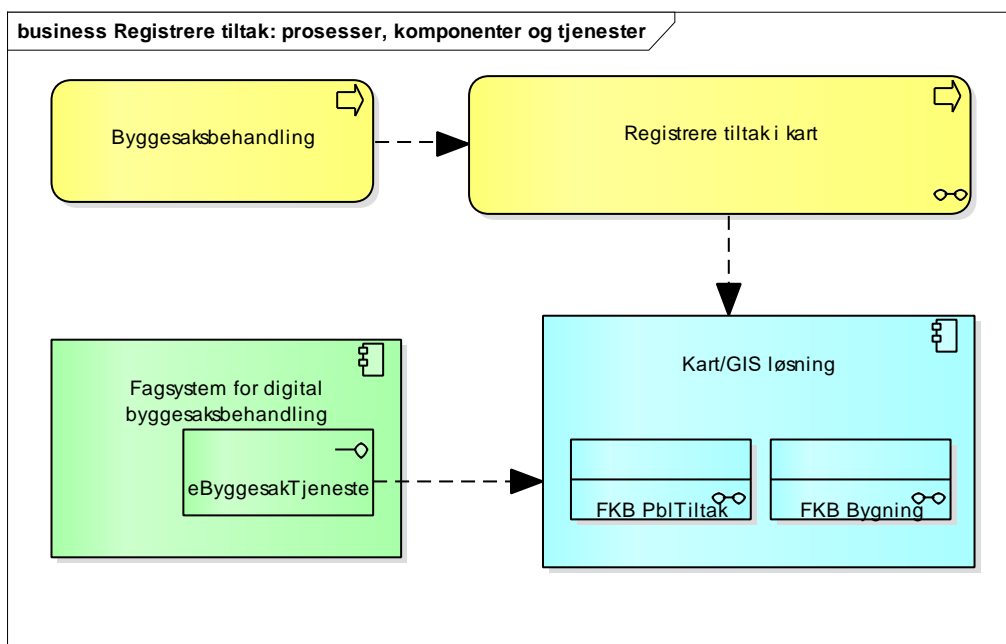 business Registrere tiltak: prosesser, komponenter og tjenester
Byggesaksbehandling
Registrere tiltak i kart
Fagsystem for digital
byggesaksbehandling
eByggesakTjeneste
Kart/GIS løsning
FKB PblTiltak
FKB Bygning